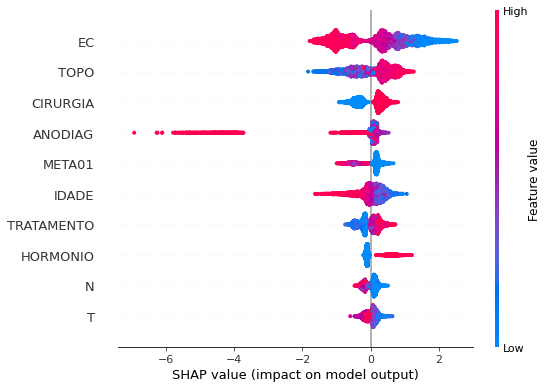 High
EC
TOPO
CIRURGIA
ANODIAG
META01
IDADE
TRATAMENTO
HORMONIO
N
T
Feature value
Low
−6
−4
−2
0
2
SHAP value (impact on model output)